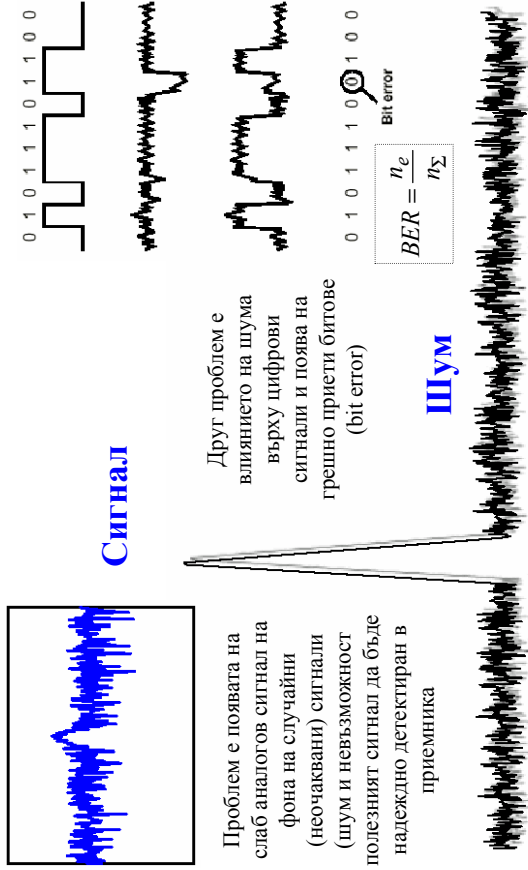 Сигнал
0 1 0 1 1 1 0 1 1 0 0
Проблем е появата на
слаб аналогов сигнал на
фона на случайни
(неочаквани) сигнали
(шум и невъзможност
полезният сигнал да бъде
надеждно детектиран в
приемника
Друг проблем е
влиянието на шума
върху цифрови
сигнали и поява на
грешно приети битове
(bit error)
0 1 0 1 1 1 0 0 1 0 0
Bit error
BER = n_e / n_Σ
Шум